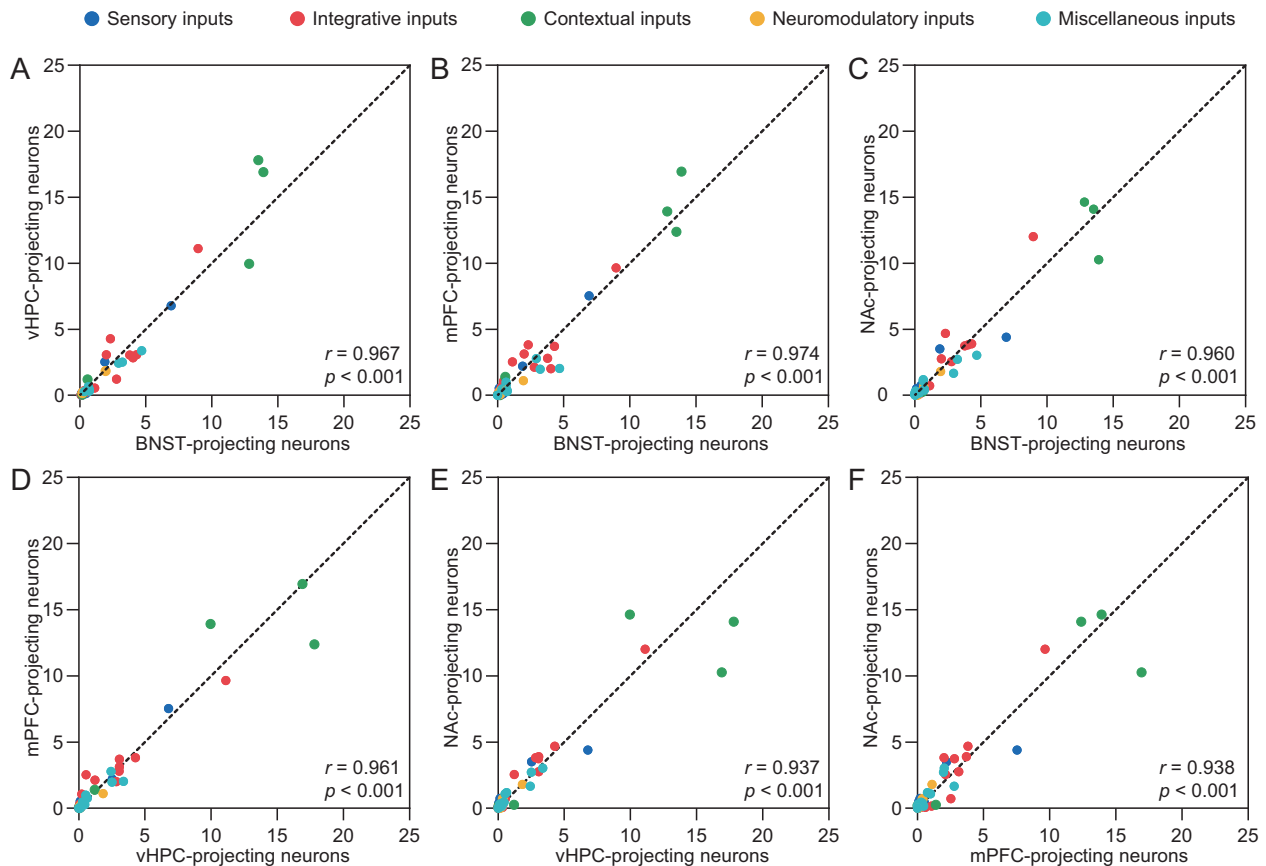 Sensory inputs Integrative inputs Contextual inputs Neuromodulatory inputs Miscellaneous inputs
A
vHPC-projecting neurons
25
20
15
10
5
0
r = 0.967
p < 0.001
0 5 10 15 20 25
BNST-projecting neurons
B
mPFC-projecting neurons
25
20
15
10
5
0
r = 0.974
p < 0.001
0 5 10 15 20 25
BNST-projecting neurons
C
NAc-projecting neurons
25
20
15
10
5
0
r = 0.960
p < 0.001
0 5 10 15 20 25
BNST-projecting neurons
D
mPFC-projecting neurons
25
20
15
10
5
0
r = 0.961
p < 0.001
0 5 10 15 20 25
vHPC-projecting neurons
E
NAc-projecting neurons
25
20
15
10
5
0
r = 0.937
p < 0.001
0 5 10 15 20 25
vHPC-projecting neurons
F
NAc-projecting neurons
25
20
15
10
5
0
r = 0.938
p < 0.001
0 5 10 15 20 25
mPFC-projecting neurons